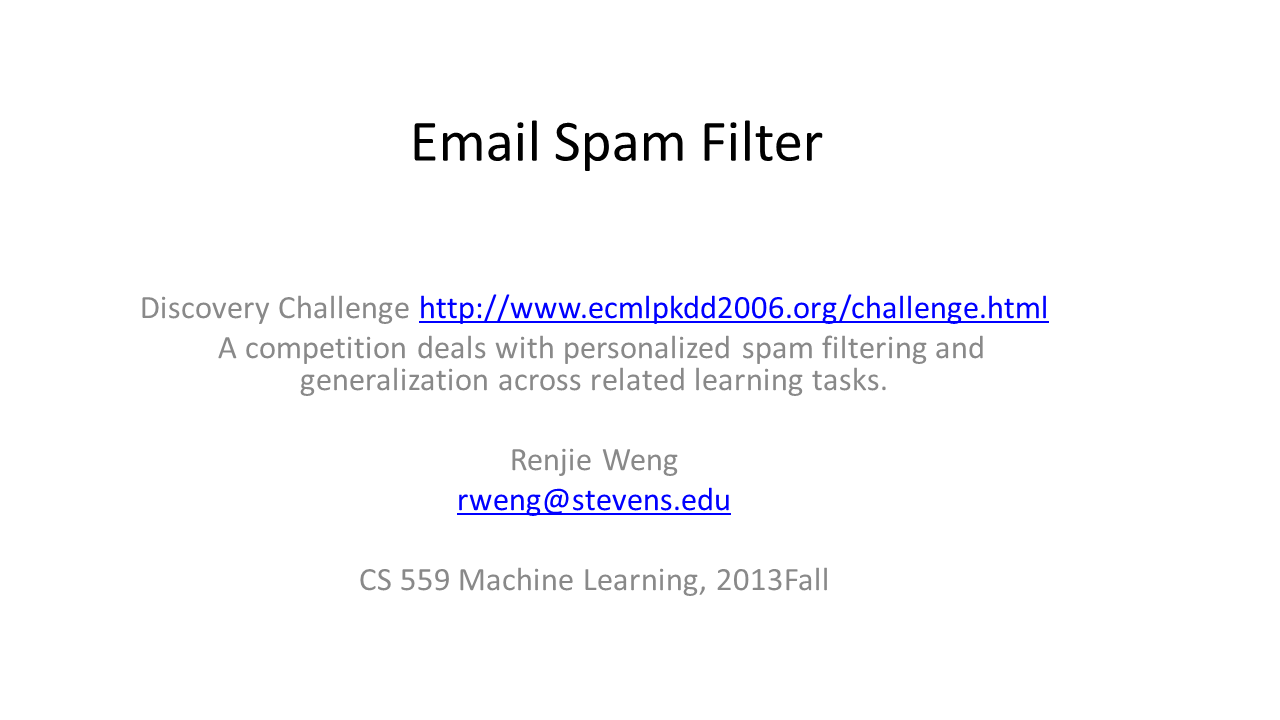 Email Spam Filter
Discovery Challenge http://www.ecmlpkdd2006.org/challenge.html
A competition deals with personalized spam filtering and
generalization across related learning tasks.
Renjie Weng
rweng@stevens.edu
CS 559 Machine Learning, 2013Fall